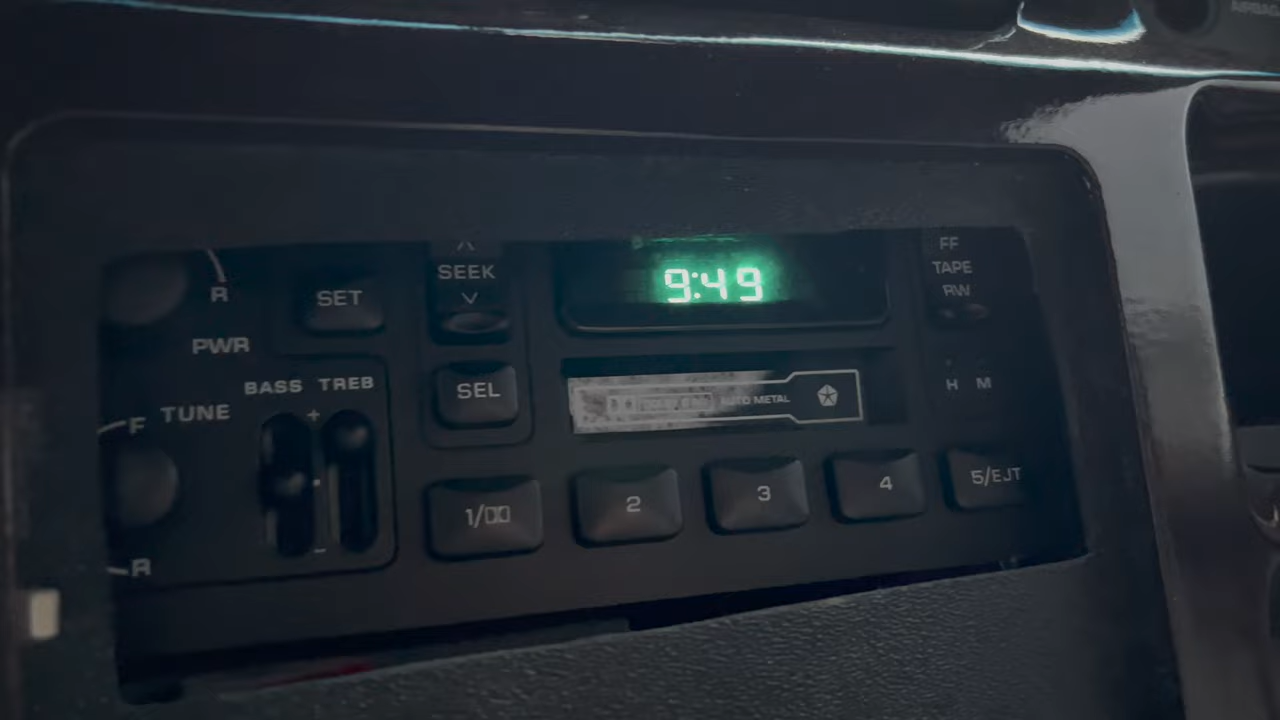 AIRBAG
FF
SEEK
TAPE
9:49
RW
R
SET
PWR
BASS TREB
SEL
H M
AUTO METAL
F
TUNE
+
1/
2
3
4
5/EJT
-
R